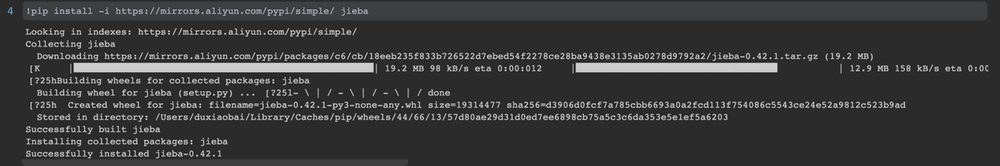 4
!pip install -i https://mirrors.aliyun.com/pypi/simple/ jieba
Looking in indexes: https://mirrors.aliyun.com/pypi/simple/
Collecting jieba
Downloading https://mirrors.aliyun.com/pypi/packages/c6/cb/18eeb235f833b726522d7ebed54f2278ce28ba9438e3135ab0278d9792a2/jieba-0.42.1.tar.gz (19.2 MB)
[K |████████████████████████████████| 19.2 MB 98 kB/s eta 0:00:012 |█████████████████████ | 12.9 MB 158 kB/s eta 0:00
[?25hBuilding wheels for collected packages: jieba
Building wheel for jieba (setup.py) ... [?25l- \ | / - \ | / - \ | / done
[?25h Created wheel for jieba: filename=jieba-0.42.1-py3-none-any.whl size=19314477 sha256=d3906d0fcf7a785cbb6693a0a2fcd113f754086c5543ce24e52a9812c523b9ad
Stored in directory: /Users/duxiaobai/Library/Caches/pip/wheels/44/66/13/57d80ae29d31d0ed7ee6898cb75a5c3c6da353e5e1ef5a6203
Successfully built jieba
Installing collected packages: jieba
Successfully installed jieba-0.42.1